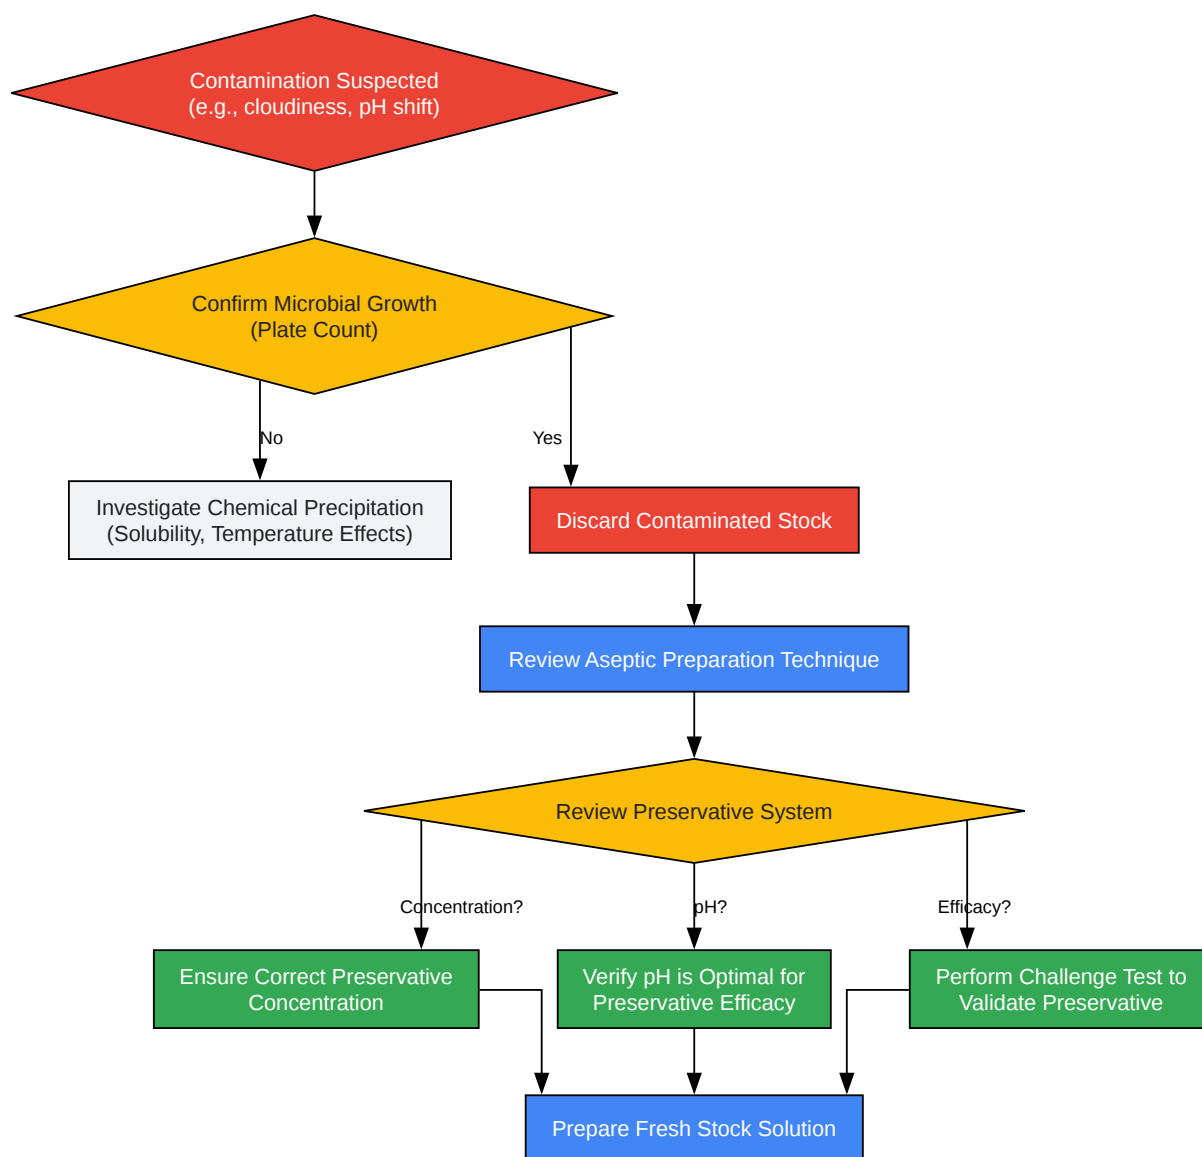 Contamination Suspected
(e.g., cloudiness, pH shift)
Confirm Microbial Growth
(Plate Count)
No
Yes
Investigate Chemical Precipitation
(Solubility, Temperature Effects)
Discard Contaminated Stock
Review Aseptic Preparation Technique
Review Preservative System
Concentration?
pH?
Efficacy?
Ensure Correct Preservative
Concentration
Verify pH is Optimal for
Preservative Efficacy
Perform Challenge Test to
Validate Preservative
Prepare Fresh Stock Solution